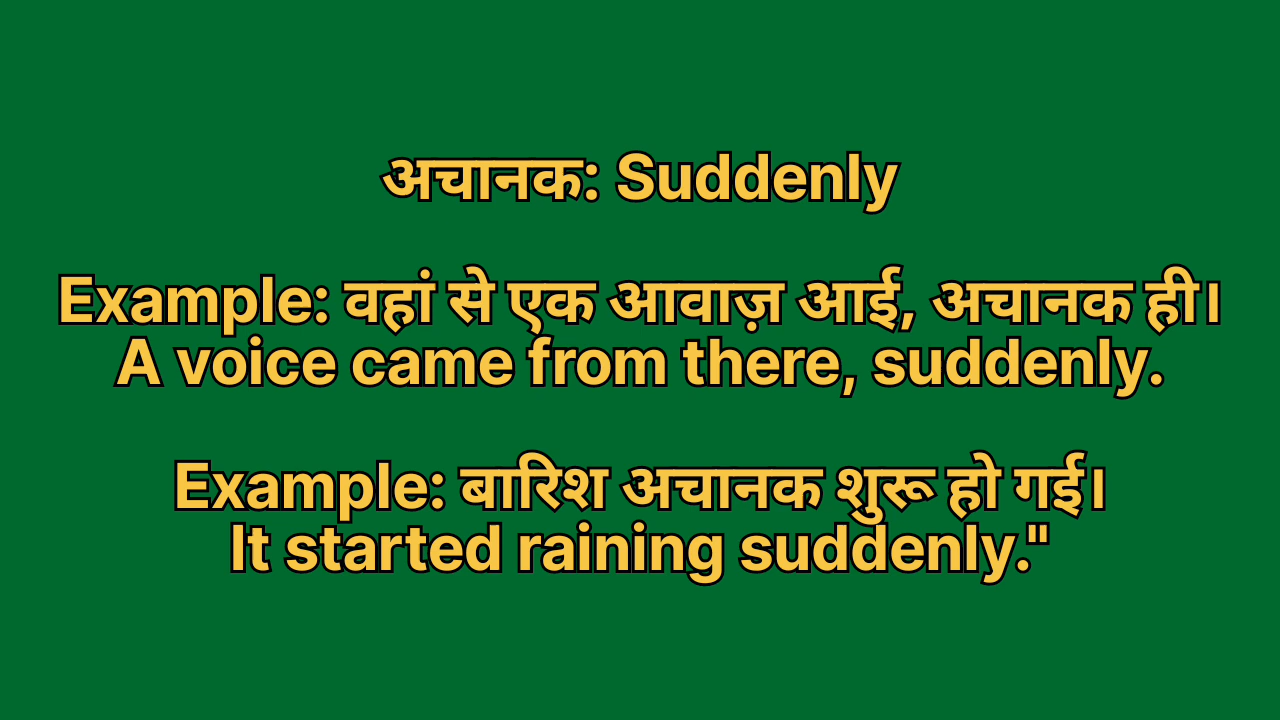 अचानक: Suddenly
Example: वहां से एक आवाज़ आई, अचानक ही।
A voice came from there, suddenly.
Example: बारिश अचानक शुरू हो गई।
It started raining suddenly."